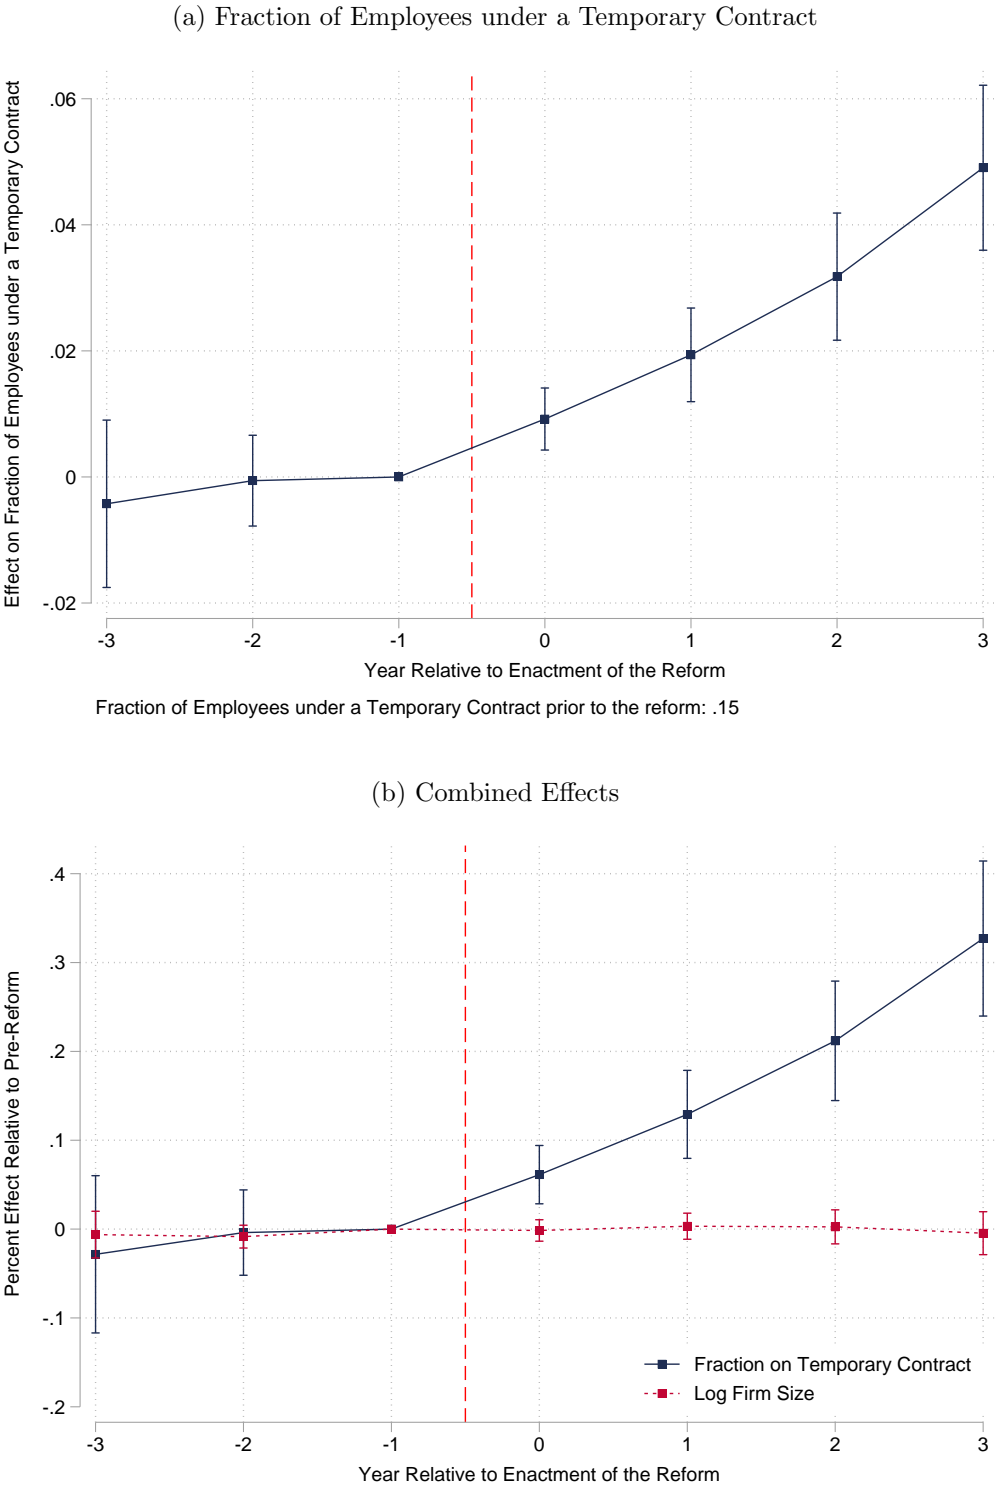 (a) Fraction of Employees under a Temporary Contract
Effect on Fraction of Employees under a Temporary Contract
.06
.04
.02
0
-.02
-3 -2 -1 0 1 2 3
Year Relative to Enactment of the Reform
Fraction of Employees under a Temporary Contract prior to the reform: .15
(b) Combined Effects
Percent Effect Relative to Pre-Reform
.4
.3
.2
.1
0
-.1
-.2
Fraction on Temporary Contract
Log Firm Size
-3 -2 -1 0 1 2 3
Year Relative to Enactment of the Reform